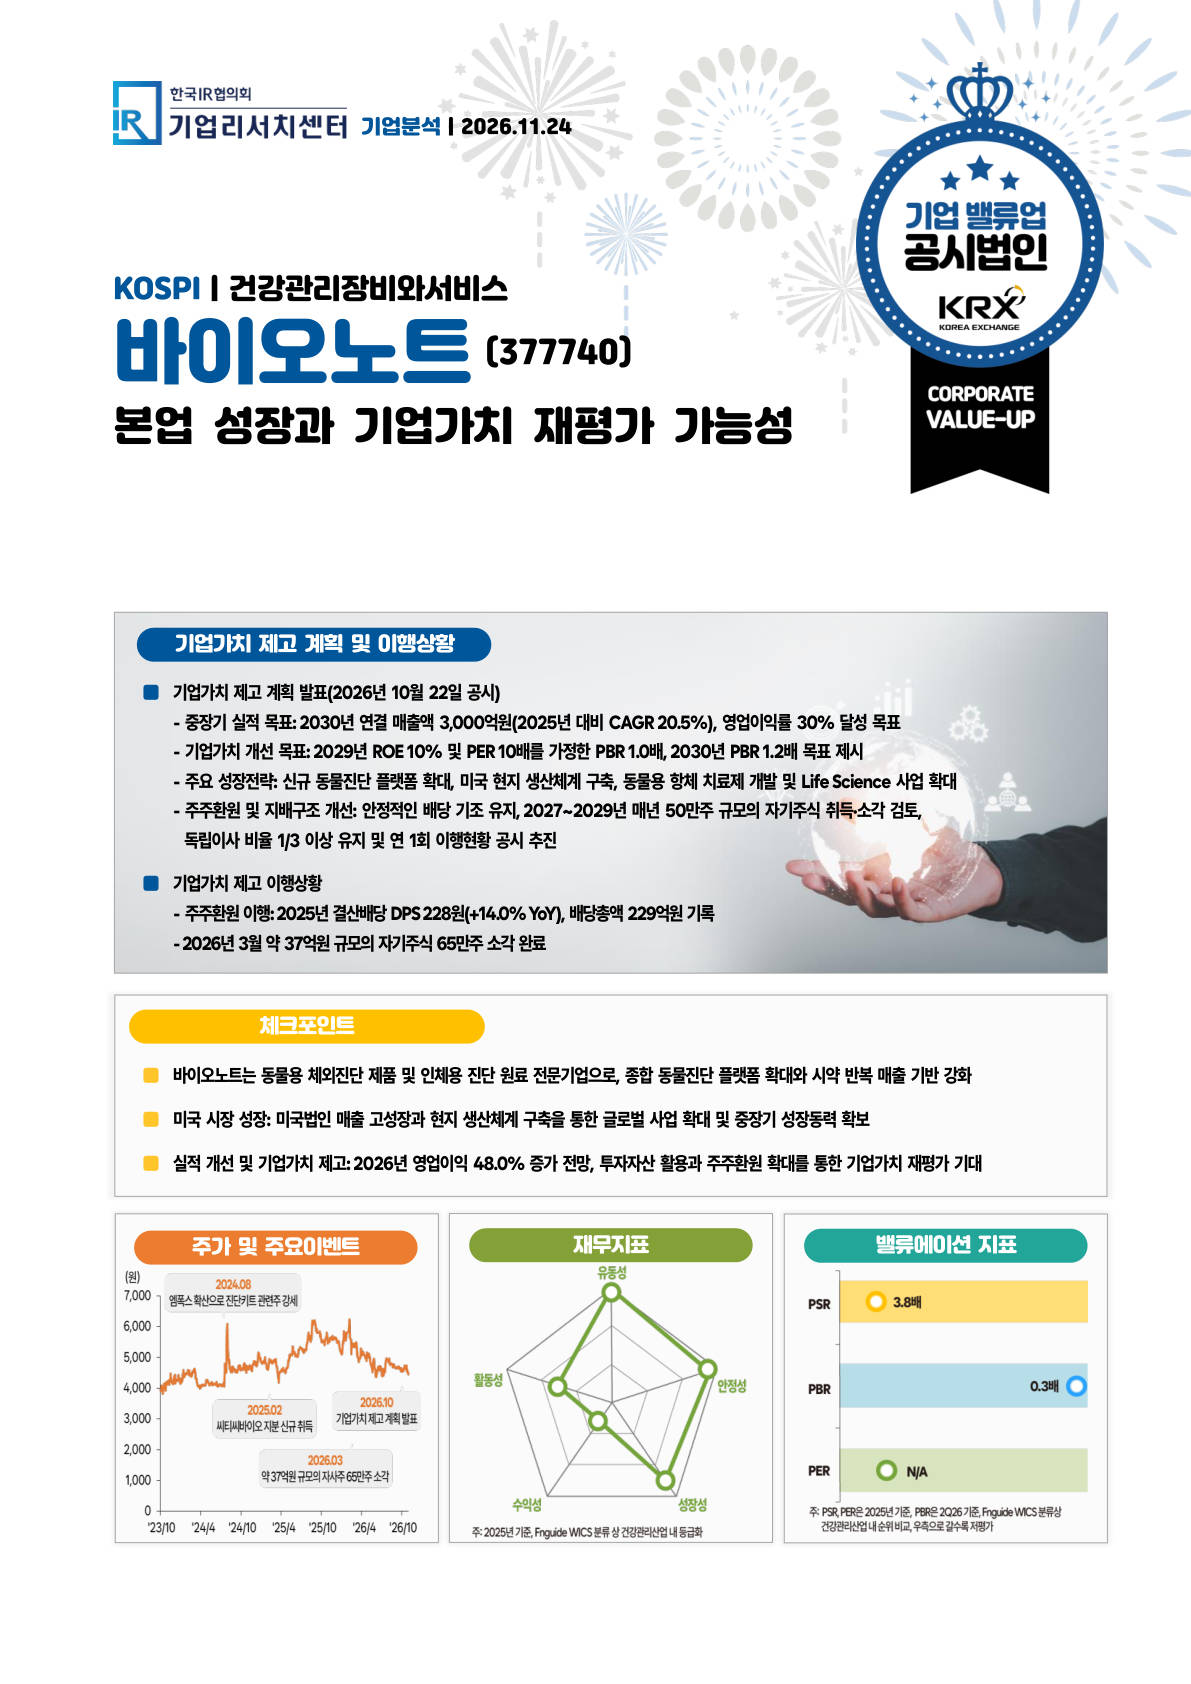 한국IR협의회
IR
기업리서치센터 기업분석 | 2026.11.24
기업 밸류업
공시법인
KRX
KOREA EXCHANGE
CORPORATE
VALUE-UP
KOSPI | 건강관리장비와서비스
바이오노트 (377740)
본업 성장과 기업가치 재평가 가능성
기업가치 제고 계획 및 이행상황
기업가치 제고 계획 발표(2026년 10월 22일 공시)
- 중장기 실적 목표: 2030년 연결 매출액 3,000억원(2025년 대비 CAGR 20.5%), 영업이익률 30% 달성 목표
- 기업가치 개선 목표: 2029년 ROE 10% 및 PER 10배를 가정한 PBR 1.0배, 2030년 PBR 1.2배 목표 제시
- 주요 성장전략: 신규 동물진단 플랫폼 확대, 미국 현지 생산체계 구축, 동물용 항체 치료제 개발 및 Life Science 사업 확대
- 주주환원 및 지배구조 개선: 안정적인 배당 기조 유지, 2027~2029년 매년 50만주 규모의 자기주식 취득·소각 검토,
독립이사 비율 1/3 이상 유지 및 연 1회 이행현황 공시 추진
기업가치 제고 이행상황
- 주주환원 이행: 2025년 결산배당 DPS 228원(+14.0% YoY), 배당총액 229억원 기록
- 2026년 3월 약 37억원 규모의 자기주식 65만주 소각 완료
체크포인트
바이오노트는 동물용 체외진단 제품 및 인체용 진단 원료 전문기업으로, 종합 동물진단 플랫폼 확대와 시약 반복 매출 기반 강화
미국 시장 성장: 미국법인 매출 고성장과 현지 생산체계 구축을 통한 글로벌 사업 확대 및 중장기 성장동력 확보
실적 개선 및 기업가치 제고: 2026년 영업이익 48.0% 증가 전망, 투자자산 활용과 주주환원 확대를 통한 기업가치 재평가 기대
주가 및 주요이벤트
(원)
7,000
6,000
5,000
4,000
3,000
2,000
1,000
0
2024.08
엠폭스 확산으로 진단키트 관련주 강세
2025.02
씨티씨바이오 지분 신규 취득
2026.10
기업가치 제고 계획 발표
2026.03
약 37억원 규모의 자사주 65만주 소각
'23/10 '24/4 '24/10 '25/4 '25/10 '26/4 '26/10
재무지표
유동성
안정성
성장성
수익성
활동성
주: 2025년 기준, Fnguide WICS 분류 상 건강관리산업 내 등급화
밸류에이션 지표
PSR 3.8배
PBR 0.3배
PER N/A
주: PSR, PER은 2025년 기준, PBR은 2Q26 기준, Fnguide WICS 분류상
건강관리산업 내 순위 비교, 우측으로 갈수록 저평가